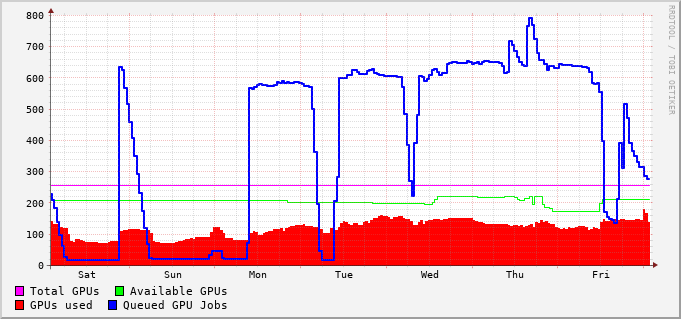 800
700
600
500
400
300
200
100
0
Sat Sun Mon Tue Wed Thu Fri
Total GPUs Available GPUs
GPUs used Queued GPU Jobs
RRDTOOL / TOBI OETIKER